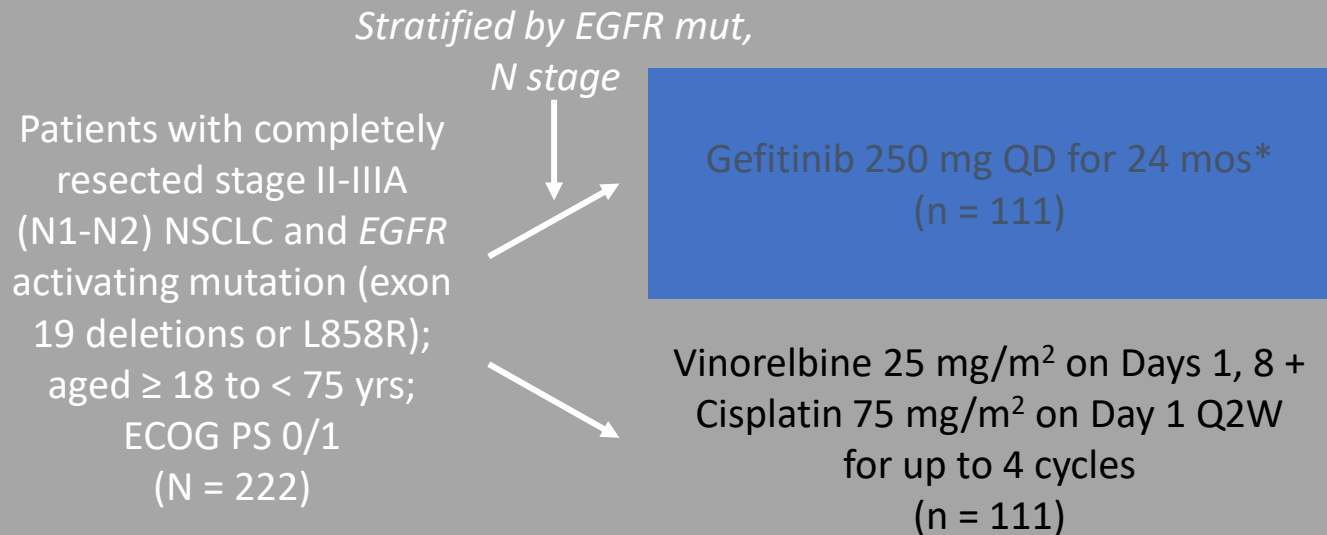 Stratified by EGFR mut,
N stage
Patients with completely
resected stage II-IIIA
(N1-N2) NSCLC and EGFR
activating mutation (exon
19 deletions or L858R);
aged ≥ 18 to < 75 yrs;
ECOG PS 0/1
(N = 222)
Gefitinib 250 mg QD for 24 mos*
(n = 111)
Vinorelbine 25 mg/m² on Days 1, 8 +
Cisplatin 75 mg/m² on Day 1 Q2W
for up to 4 cycles
(n = 111)